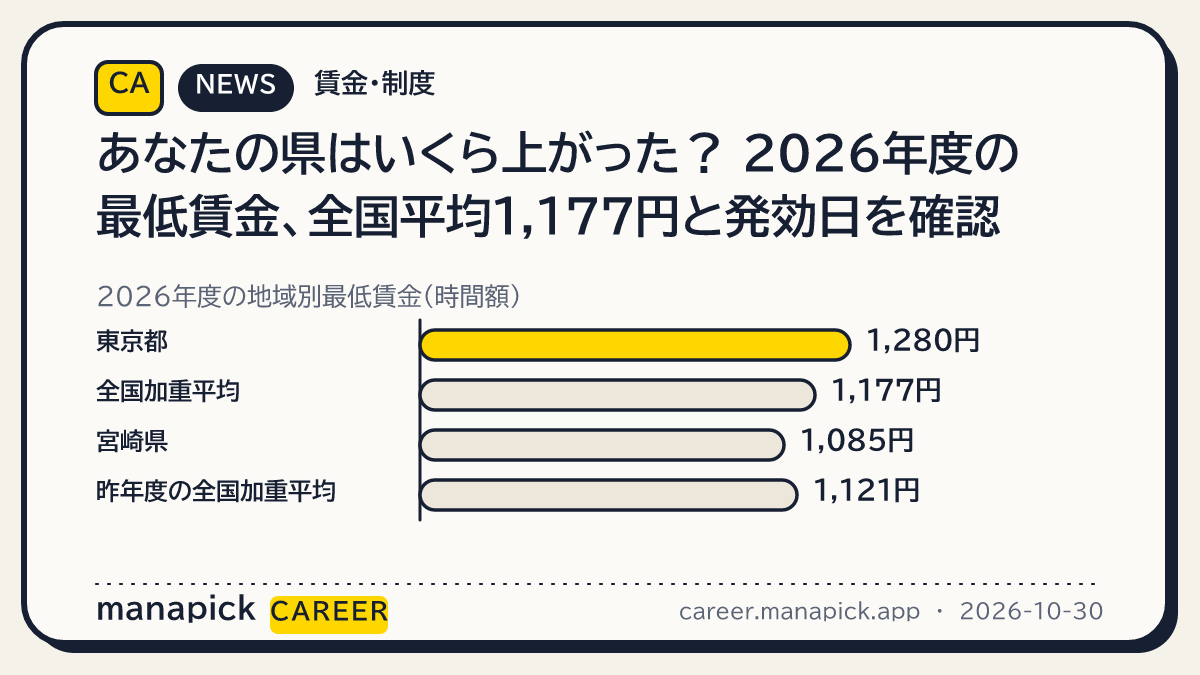 CA NEWS 賃金・制度
あなたの県はいくら上がった？ 2026年度の
最低賃金、全国平均1,177円と発効日を確認
2026年度の地域別最低賃金（時間額）
東京都 1,280円
全国加重平均 1,177円
宮崎県 1,085円
昨年度の全国加重平均 1,121円
manapick CAREER career.manapick.app ・ 2026-10-30